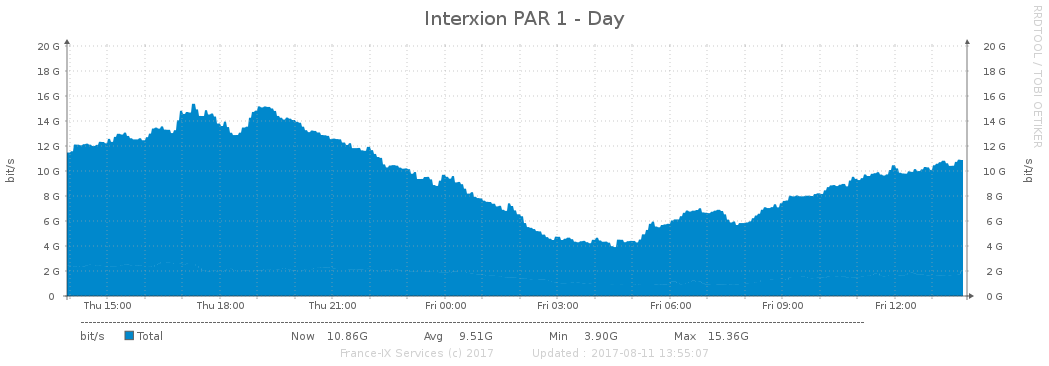 Interxion PAR 1 - Day
RRDTOOL / TOBI OETIKER
20 G 20 G
18 G 18 G
16 G 16 G
14 G 14 G
12 G 12 G
10 G 10 G
8 G 8 G
6 G 6 G
4 G 4 G
2 G 2 G
0 0 G
bit/s bit/s
Thu 15:00 Thu 18:00 Thu 21:00 Fri 00:00 Fri 03:00 Fri 06:00 Fri 09:00 Fri 12:00
bit/s Total Now 10.86G Avg 9.51G Min 3.90G Max 15.36G
France-IX Services (c) 2017 Updated : 2017-08-11 13:55:07